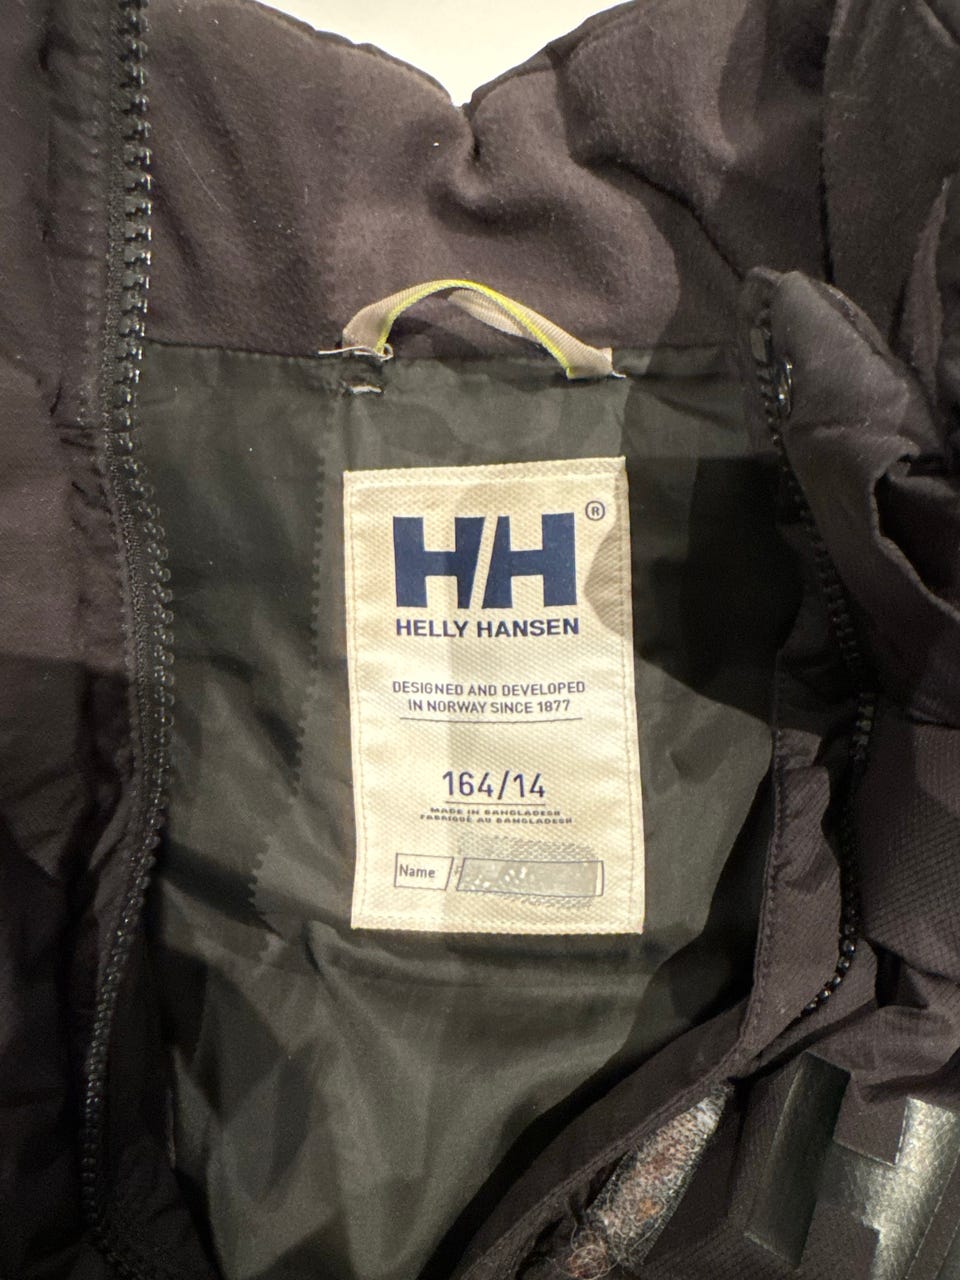 HH®
HELLY HANSEN
DESIGNED AND DEVELOPED
IN NORWAY SINCE 1877
164/14
MADE IN BANGLADESH
FABRIQUÉ AU BANGLADESH
Name